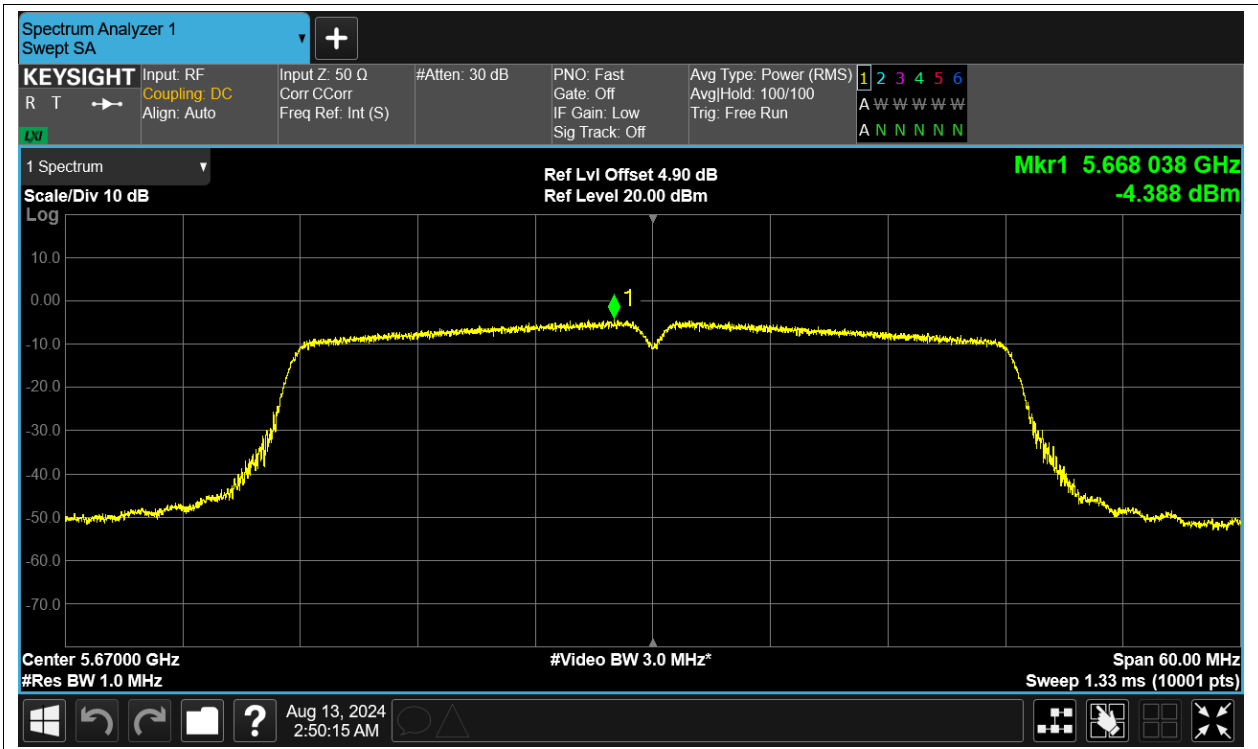 Spectrum Analyzer 1
Swept SA
KEYSIGHT
R T
LXI
Input: RF
Coupling: DC
Align: Auto
Input Z: 50 Ω
Corr CCorr
Freq Ref: Int (S)
#Atten: 30 dB
PNO: Fast
Gate: Off
IF Gain: Low
Sig Track: Off
Avg Type: Power (RMS)
Avg|Hold: 100/100
Trig: Free Run
1 2 3 4 5 6
A W W W W W
A N N N N N
1 Spectrum
Scale/Div 10 dB
Log
Ref Lvl Offset 4.90 dB
Ref Level 20.00 dBm
Mkr1 5.668 038 GHz
-4.388 dBm
10.0
0.00
-10.0
-20.0
-30.0
-40.0
-50.0
-60.0
-70.0
1
Center 5.67000 GHz
#Res BW 1.0 MHz
#Video BW 3.0 MHz*
Span 60.00 MHz
Sweep 1.33 ms (10001 pts)
?
Aug 13, 2024
2:50:15 AM